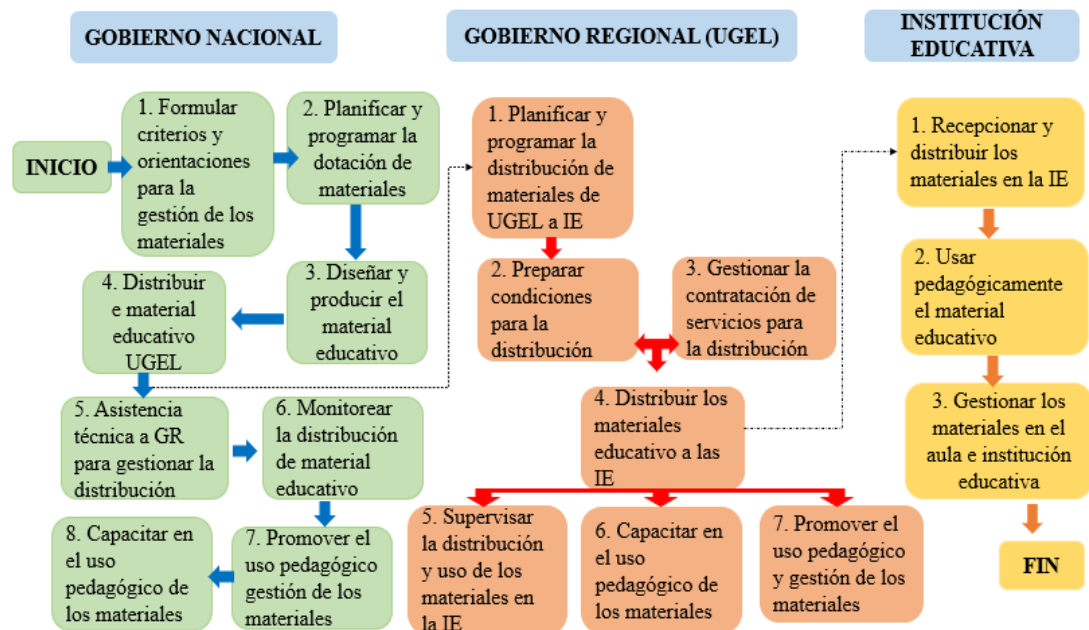 GOBIERNO NACIONAL
GOBIERNO REGIONAL (UGEL)
INSTITUCIÓN
EDUCATIVA
INICIO
1. Formular
criterios y
orientaciones
para la
gestión de los
materiales
2. Planificar y
programar la
dotación de
materiales
3. Diseñar y
producir el
material
educativo
4. Distribuir
e material
educativo
UGEL
5. Asistencia
técnica a GR
para gestionar la
distribución
6. Monitorear
la distribución
de material
educativo
7. Promover el
uso pedagógico
gestión de los
materiales
8. Capacitar en
el uso
pedagógico de
los materiales
1. Planificar y
programar la
distribución de
materiales de
UGEL a IE
2. Preparar
condiciones
para la
distribución
3. Gestionar la
contratación de
servicios para
la distribución
4. Distribuir los
materiales
educativo a las
IE
5. Supervisar
la distribución
y uso de los
materiales en
la IE
6. Capacitar
en el uso
pedagógico de
los materiales
7. Promover el
uso pedagógico
y gestión de los
materiales
1. Recepcionar y
distribuir los
materiales en la IE
2. Usar
pedagógicamente
el material
educativo
3. Gestionar los
materiales en el
aula e institución
educativa
FIN